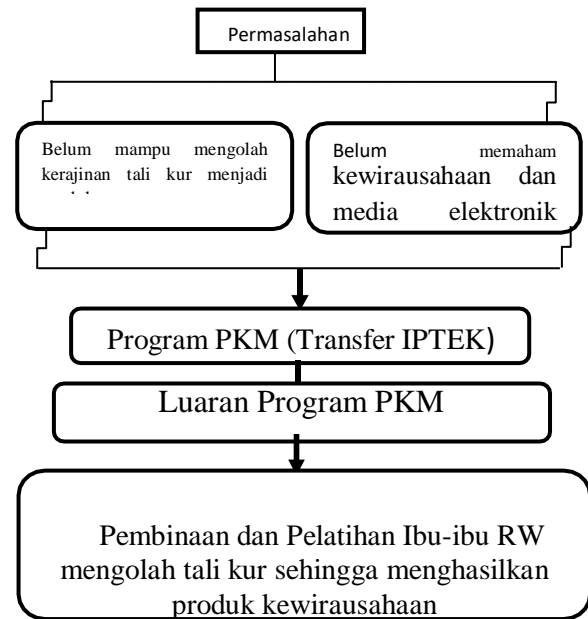 Permasalahan
Belum mampu mengolah
kerajinan tali kur menjadi
Belum memaham
kewirausahaan dan
media elektronik
Program PKM (Transfer IPTEK)
Luaran Program PKM
Pembinaan dan Pelatihan Ibu-ibu RW
mengolah tali kur sehingga menghasilkan
produk kewirausahaan